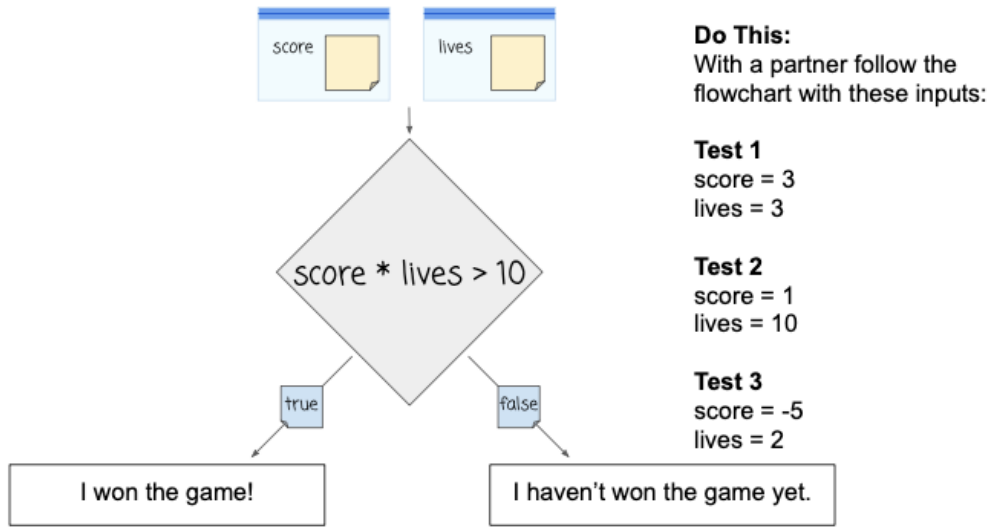 score
lives
score * lives > 10
true
false
I won the game!
I haven’t won the game yet.
Do This:
With a partner follow the
flowchart with these inputs:
Test 1
score = 3
lives = 3
Test 2
score = 1
lives = 10
Test 3
score = -5
lives = 2